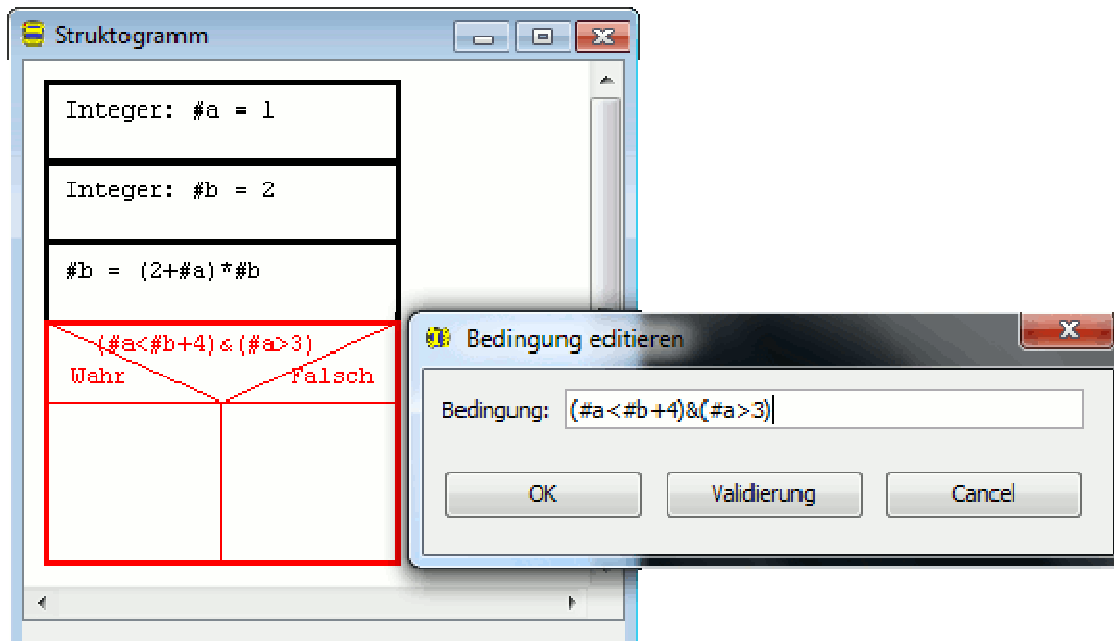 Struktogramm
Integer: #a = 1
Integer: #b = 2
#b = (2+#a)*#b
(#a<#b+4)&(#a>3)
Wahr Falsch
Bedingung editieren
Bedingung: (#a<#b+4)&(#a>3)
OK Validierung Cancel